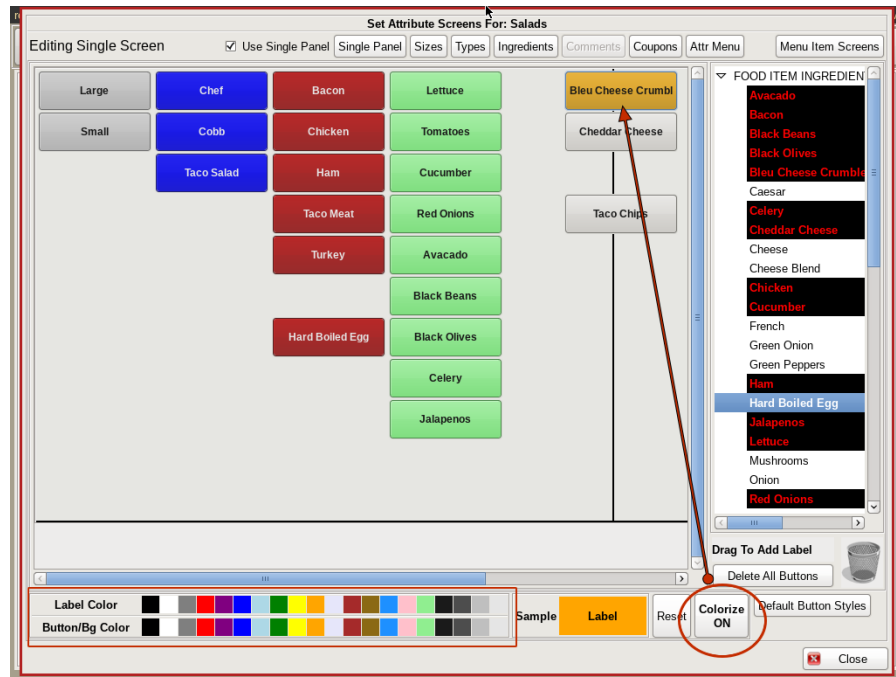 Set Attribute Screens For: Salads
Editing Single Screen
Use Single Panel
Single Panel
Sizes
Types
Ingredients
Comments
Coupons
Attr Menu
Menu Item Screens
Large
Chef
Bacon
Lettuce
Bleu Cheese Crumbl
Small
Cobb
Chicken
Tomatoes
Cheddar Cheese
Taco Salad
Ham
Cucumber
Taco Meat
Red Onions
Taco Chips
Turkey
Avacado
Black Beans
Hard Boiled Egg
Black Olives
Celery
Jalapenos
FOOD ITEM INGREDIEN
Avacado
Bacon
Black Beans
Black Olives
Bleu Cheese Crumble
Caesar
Celery
Cheddar Cheese
Cheese
Cheese Blend
Chicken
Cucumber
French
Green Onion
Green Peppers
Ham
Hard Boiled Egg
Jalapenos
Lettuce
Mushrooms
Onion
Red Onions
Drag To Add Label
Delete All Buttons
Label Color
Button/Bg Color
Sample
Label
Reset
Colorize
ON
Default Button Styles
Close